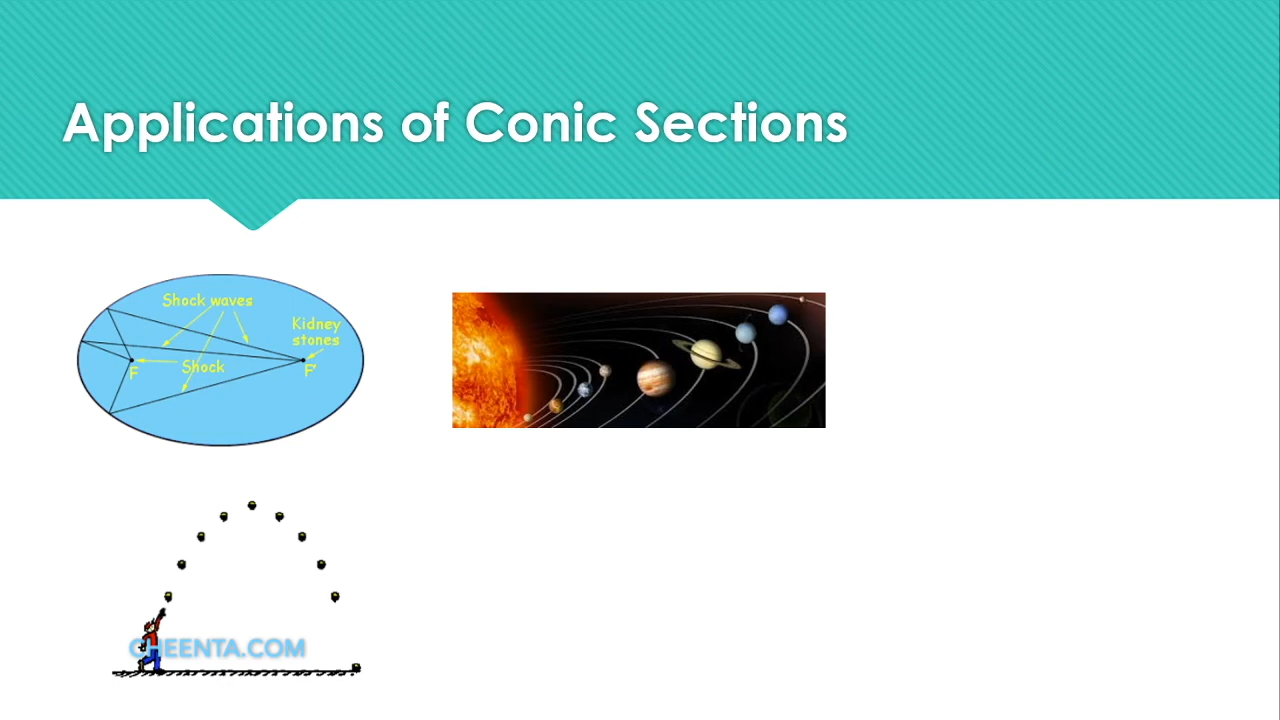 Applications of Conic Sections
Shock waves
Kidney
stones
Shock
F
F'
CHEENTA.COM